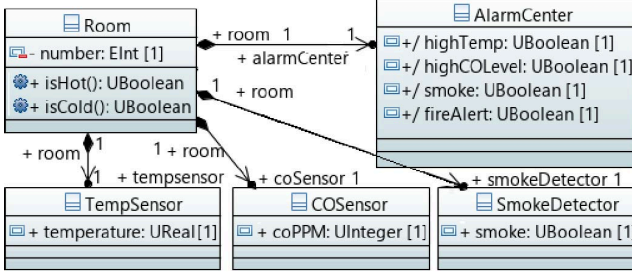 Room
- number: EInt [1]
+ isHot(): UBoolean
+ isCold(): UBoolean
+ room 1
1
+ alarmCenter
AlarmCenter
+/ highTemp: UBoolean [1]
+/ highCOLevel: UBoolean [1]
+/ smoke: UBoolean [1]
+/ fireAlert: UBoolean [1]
1
+ room
1
+ room
1 + room
1
+ tempsensor
+ coSensor 1
+ smokeDetector 1
TempSensor
+ temperature: UReal[1]
COSensor
+ coPPM: UInteger [1]
SmokeDetector
+ smoke: UBoolean [1]